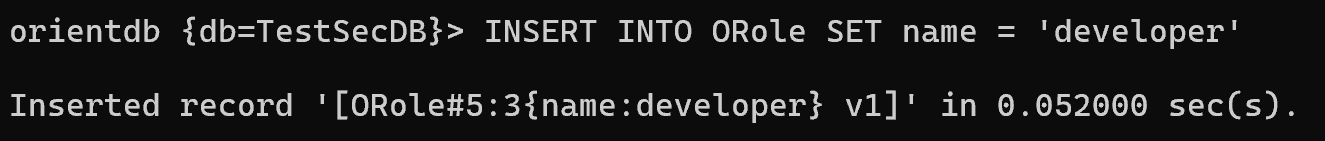 orientdb {db=TestSecDB}> INSERT INTO ORole SET name = 'developer'
Inserted record '[ORole#5:3{name:developer} v1]' in 0.052000 sec(s).